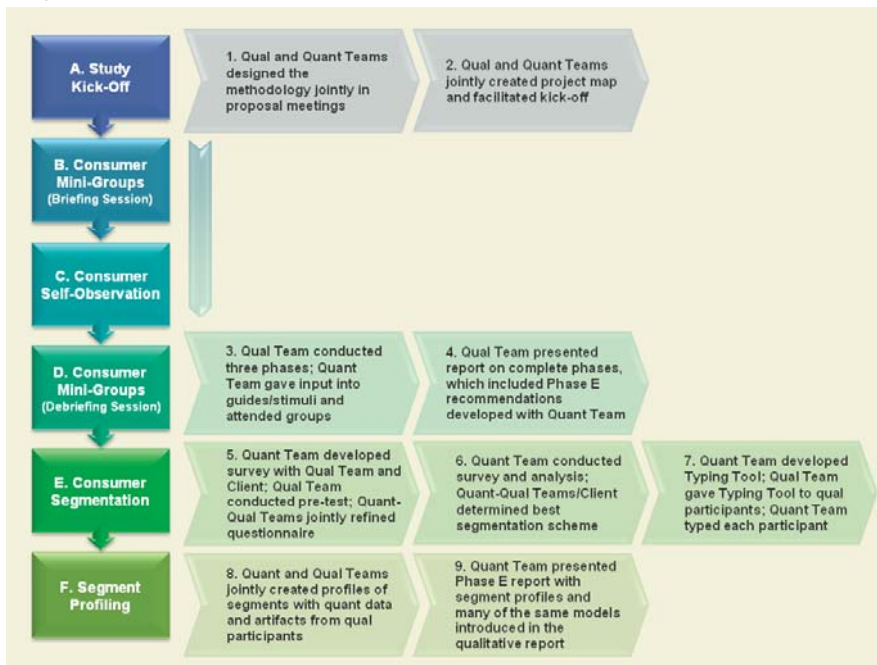 A. Study
Kick-Off
1. Qual and Quant Teams
designed the
methodology jointly in
proposal meetings
2. Qual and Quant Teams
jointly created project map
and facilitated kick-off
B. Consumer
Mini-Groups
(Briefing Session)
C. Consumer
Self-Observation
D. Consumer
Mini-Groups
(Debriefing Session)
3. Qual Team conducted
three phases; Quant
Team gave input into
guides/stimuli and
attended groups
4. Qual Team presented
report on complete phases,
which included Phase E
recommendations
developed with Quant Team
E. Consumer
Segmentation
5. Quant Team developed
survey with Qual Team and
Client; Qual Team
conducted pre-test; Quant-
Qual Teams jointly refined
questionnaire
6. Quant Team conducted
survey and analysis;
Quant-Qual Teams/Client
determined best
segmentation scheme
7. Quant Team developed
Typing Tool; Qual Team
gave Typing Tool to qual
participants; Quant Team
typed each participant
F. Segment
Profiling
8. Quant and Qual Teams
jointly created profiles of
segments with quant data
and artifacts from qual
participants
9. Quant Team presented
Phase E report with
segment profiles and
many of the same models
introduced in the
qualitative report